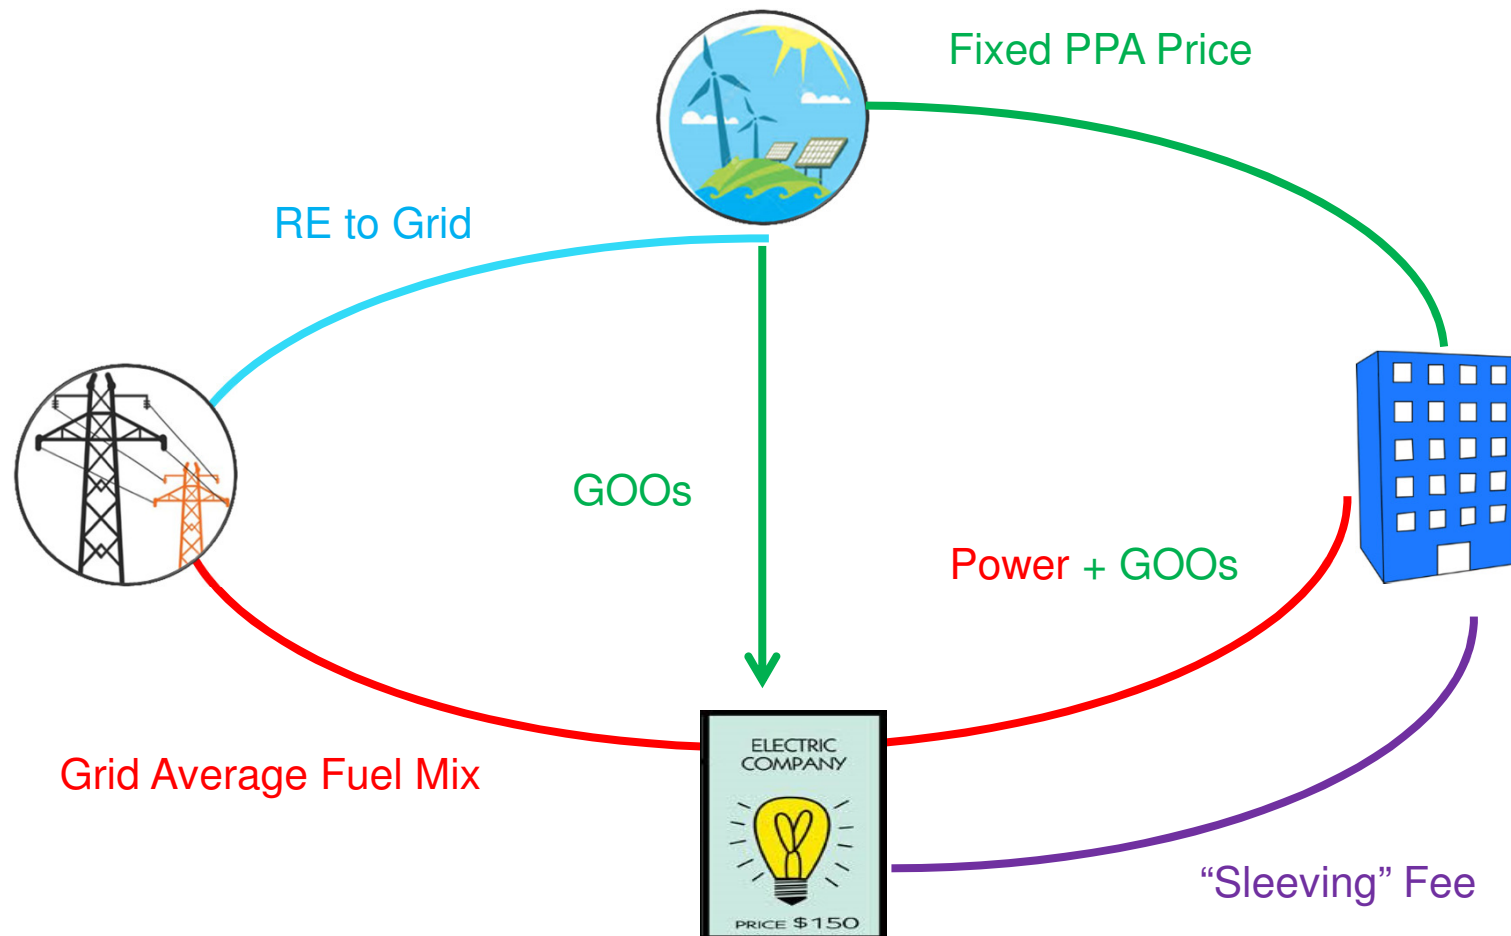 Fixed PPA Price
RE to Grid
GOOs
Power + GOOs
Grid Average Fuel Mix
ELECTRIC
COMPANY
PRICE $150
“Sleeving” Fee